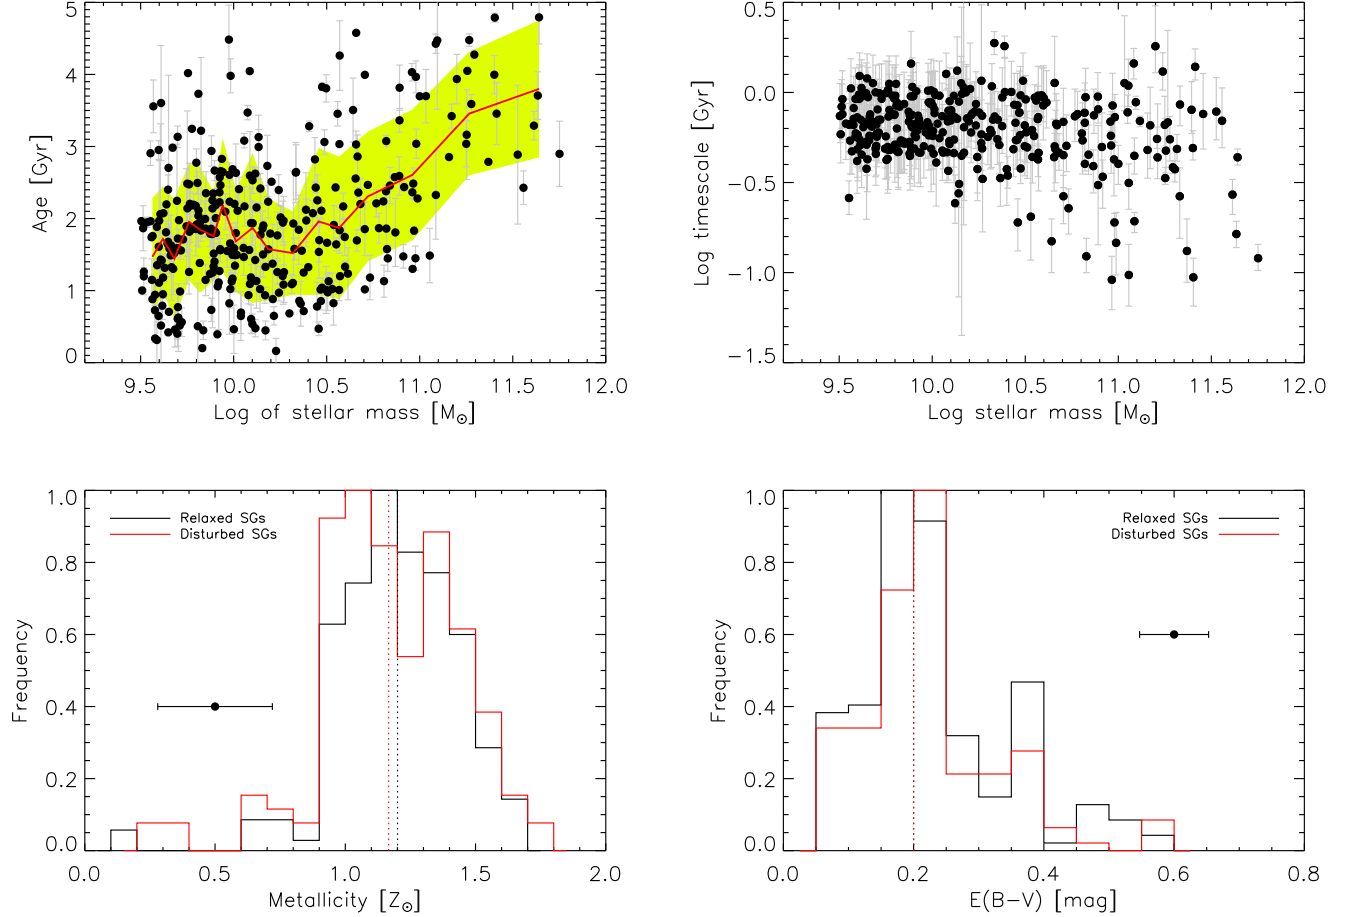 5
4
3
2
1
0
Age [Gyr]
9.5 10.0 10.5 11.0 11.5 12.0
Log of stellar mass [M⊙]
0.5
0.0
−0.5
−1.0
−1.5
Log timescale [Gyr]
9.5 10.0 10.5 11.0 11.5 12.0
Log stellar mass [M⊙]
1.0
0.8
0.6
0.4
0.2
0.0
Frequency
Relaxed SGs
Disturbed SGs
0.0 0.5 1.0 1.5 2.0
Metallicity [Z⊙]
1.0
0.8
0.6
0.4
0.2
0.0
Frequency
Relaxed SGs
Disturbed SGs
0.0 0.2 0.4 0.6 0.8
E(B−V) [mag]